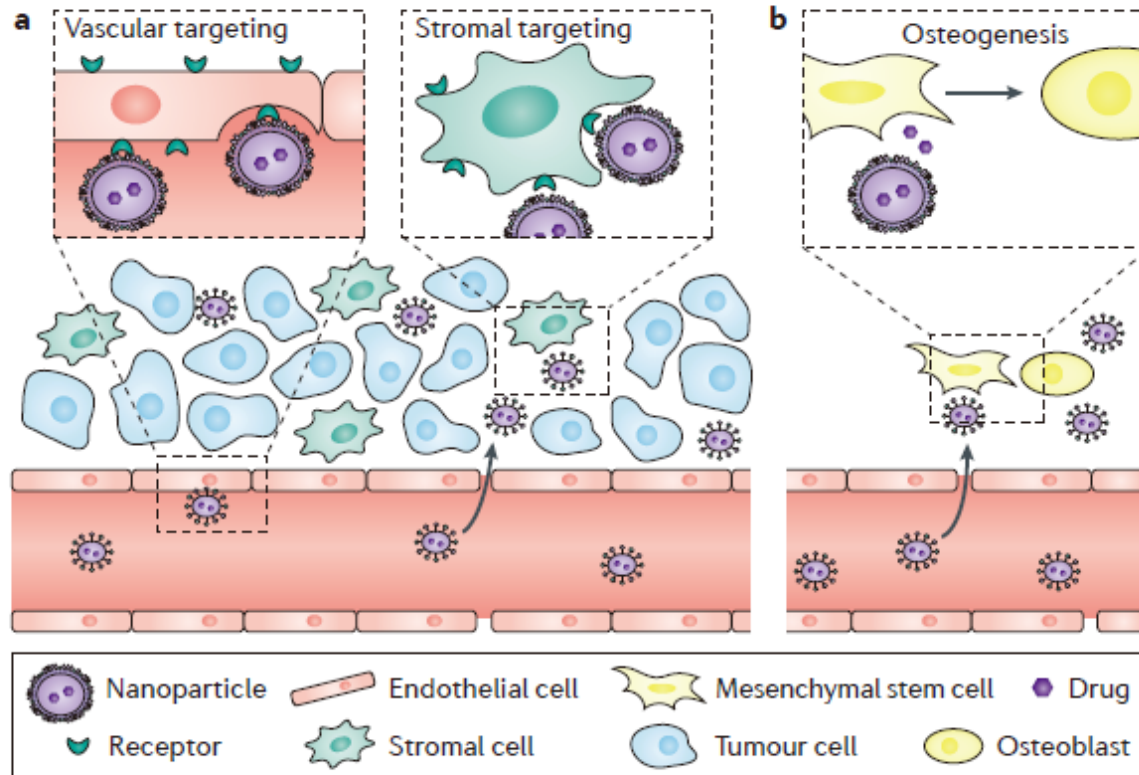 a
Vascular targeting
Stromal targeting
b
Osteogenesis
Nanoparticle
Endothelial cell
Mesenchymal stem cell
Drug
Receptor
Stromal cell
Tumour cell
Osteoblast